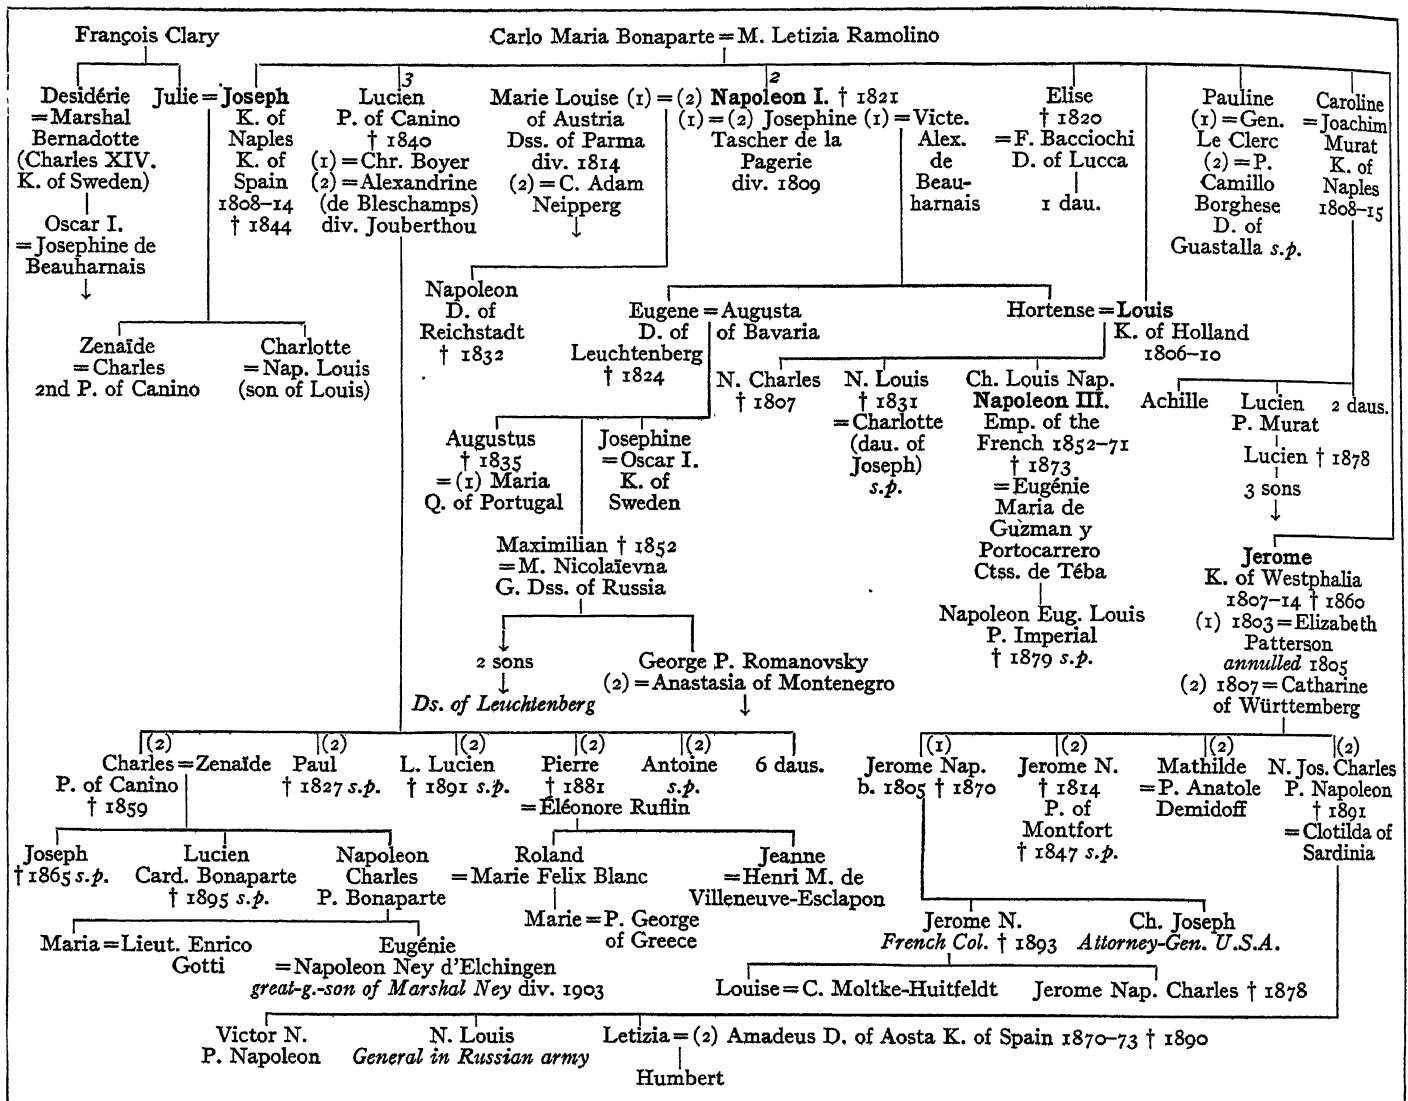 François Clary
Carlo Maria Bonaparte = M. Letizia Ramolino
Desidérie
= Marshal
Bernadotte
(Charles XIV.
K. of Sweden)
Oscar I.
= Josephine de
Beauharnais
Julie = Joseph
K. of
Naples
K. of
Spain
1808–14
† 1844
3
Lucien
P. of Canino
† 1840
(1) = Chr. Boyer
(2) = Alexandrine
(de Bleschamps)
div. Jouberthou
2
Marie Louise (1) = (2) Napoleon I. † 1821
of Austria
Dss. of Parma
div. 1814
(2) = C. Adam
Neipperg
(1) = (2) Josephine (1) = Victe.
Tascher de la
Pagerie
div. 1809
Alex.
de
Beau-
harnais
Elise
† 1820
= F. Bacciochi
D. of Lucca
1 dau.
Pauline
(1) = Gen.
Le Clerc
(2) = P.
Camillo
Borghese
D. of
Guastalla s.p.
Caroline
= Joachim
Murat
K. of
Naples
1808–15
Zenaïde
= Charles
2nd P. of Canino
Charlotte
= Nap. Louis
(son of Louis)
Napoleon
D. of
Reichstadt
† 1832
Eugene = Augusta
D. of
Leuchtenberg
† 1824
of Bavaria
Hortense = Louis
K. of Holland
1806–10
N. Charles
† 1807
N. Louis
† 1831
= Charlotte
(dau. of
Joseph)
s.p.
Ch. Louis Nap.
Napoleon III.
Emp. of the
French 1852–71
† 1873
= Eugénie
Maria de
Guzman y
Portocarrero
Ctss. de Téba
Napoleon Eug. Louis
P. Imperial
† 1879 s.p.
Achille
Lucien
P. Murat
Lucien † 1878
3 sons
2 daus.
Augustus
† 1835
= (1) Maria
Q. of Portugal
Josephine
= Oscar I.
K. of
Sweden
Maximilian † 1852
= M. Nicolaïevna
G. Dss. of Russia
2 sons
Ds. of Leuchtenberg
George P. Romanovsky
(2) = Anastasia of Montenegro
Jerome
K. of Westphalia
1807–14 † 1860
(1) 1803 = Elizabeth
Patterson
annulled 1805
(2) 1807 = Catharine
of Württemberg
(2)
Charles = Zenaïde
P. of Canino
† 1859
(2)
Paul
† 1827 s.p.
(2)
L. Lucien
† 1891 s.p.
(2)
Pierre
† 1881
= Éléonore Ruflin
(2)
Antoine
s.p.
6 daus.
(1)
Jerome Nap.
b. 1805 † 1870
(2)
Jerome N.
† 1814
P. of
Montfort
† 1847 s.p.
(2)
Mathilde
= P. Anatole
Demidoff
(2)
N. Jos. Charles
P. Napoleon
† 1891
= Clotilda of
Sardinia
Joseph
† 1865 s.p.
Lucien
Card. Bonaparte
† 1895 s.p.
Napoleon
Charles
P. Bonaparte
Roland
= Marie Felix Blanc
Jeanne
= Henri M. de
Villeneuve-Esclapon
Marie = P. George
of Greece
Jerome N.
French Col. † 1893
Ch. Joseph
Attorney-Gen. U.S.A.
Maria = Lieut. Enrico
Gotti
Eugénie
= Napoleon Ney d'Elchingen
great-g.-son of Marshal Ney div. 1903
Louise = C. Moltke-Huitfeldt
Jerome Nap. Charles † 1878
Victor N.
P. Napoleon
N. Louis
General in Russian army
Letizia = (2) Amadeus D. of Aosta K. of Spain 1870–73 † 1890
Humbert